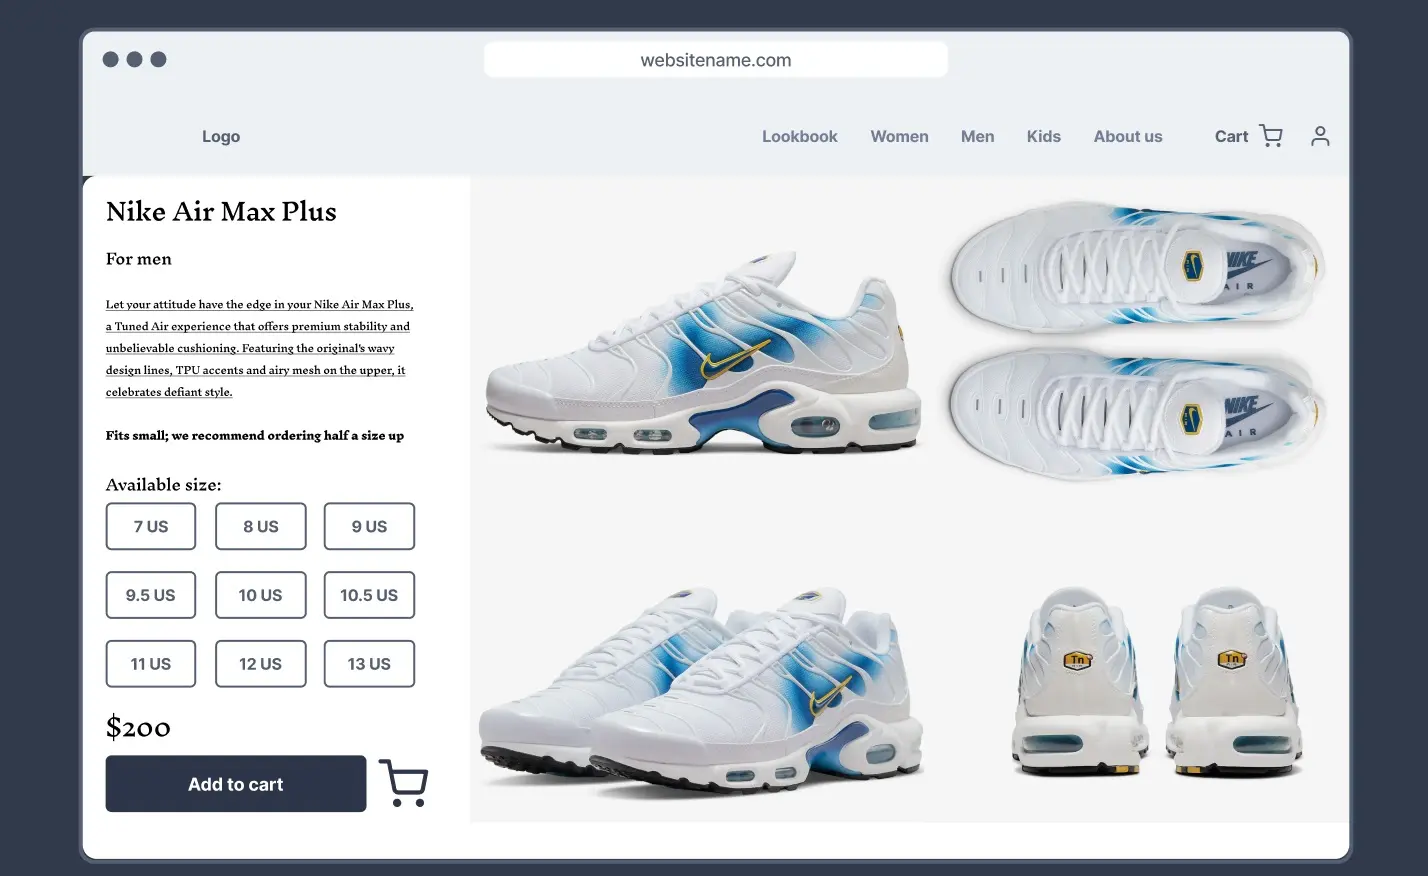 websitename.com
Logo
Lookbook Women Men Kids About us Cart
Nike Air Max Plus
For men
Let your attitude have the edge in your Nike Air Max Plus,
a Tuned Air experience that offers premium stability and
unbelievable cushioning. Featuring the original's wavy
design lines, TPU accents and airy mesh on the upper, it
celebrates defiant style.
Fits small; we recommend ordering half a size up
Available size:
7 US 8 US 9 US
9.5 US 10 US 10.5 US
11 US 12 US 13 US
$200
Add to cart
NIKE
AIR
NIKE
AIR
Tn
Tn